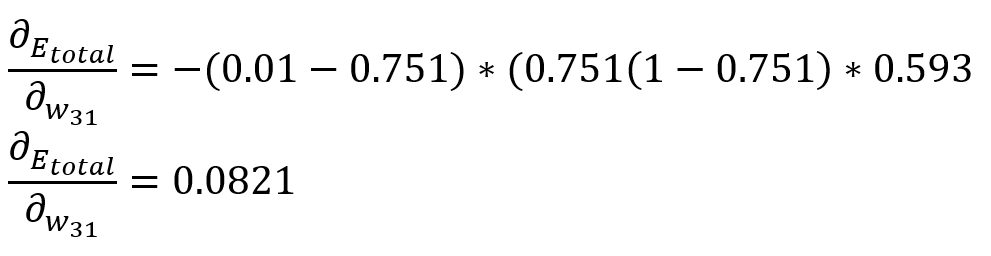 ∂E_total/∂w_31 = −(0.01 − 0.751) ∗ (0.751(1 − 0.751) ∗ 0.593
∂E_total/∂w_31 = 0.0821